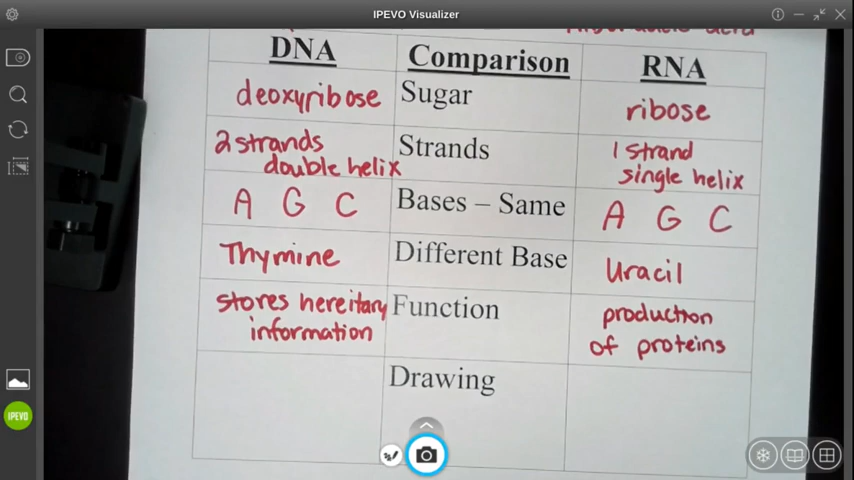 IPEVO Visualizer
DNA Comparison RNA
deoxyribose Sugar ribose
2 strands
double helix Strands 1 strand
single helix
A G C Bases – Same A G C
Thymine Different Base Uracil
stores hereitary
information Function production
of proteins
Drawing
IPEVO